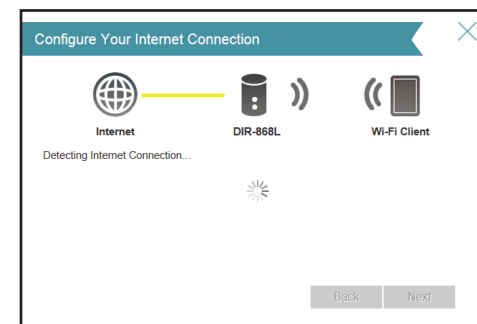 Configure Your Internet Connection
Internet
DIR-868L
Wi-Fi Client
Detecting Internet Connection...
Back
Next